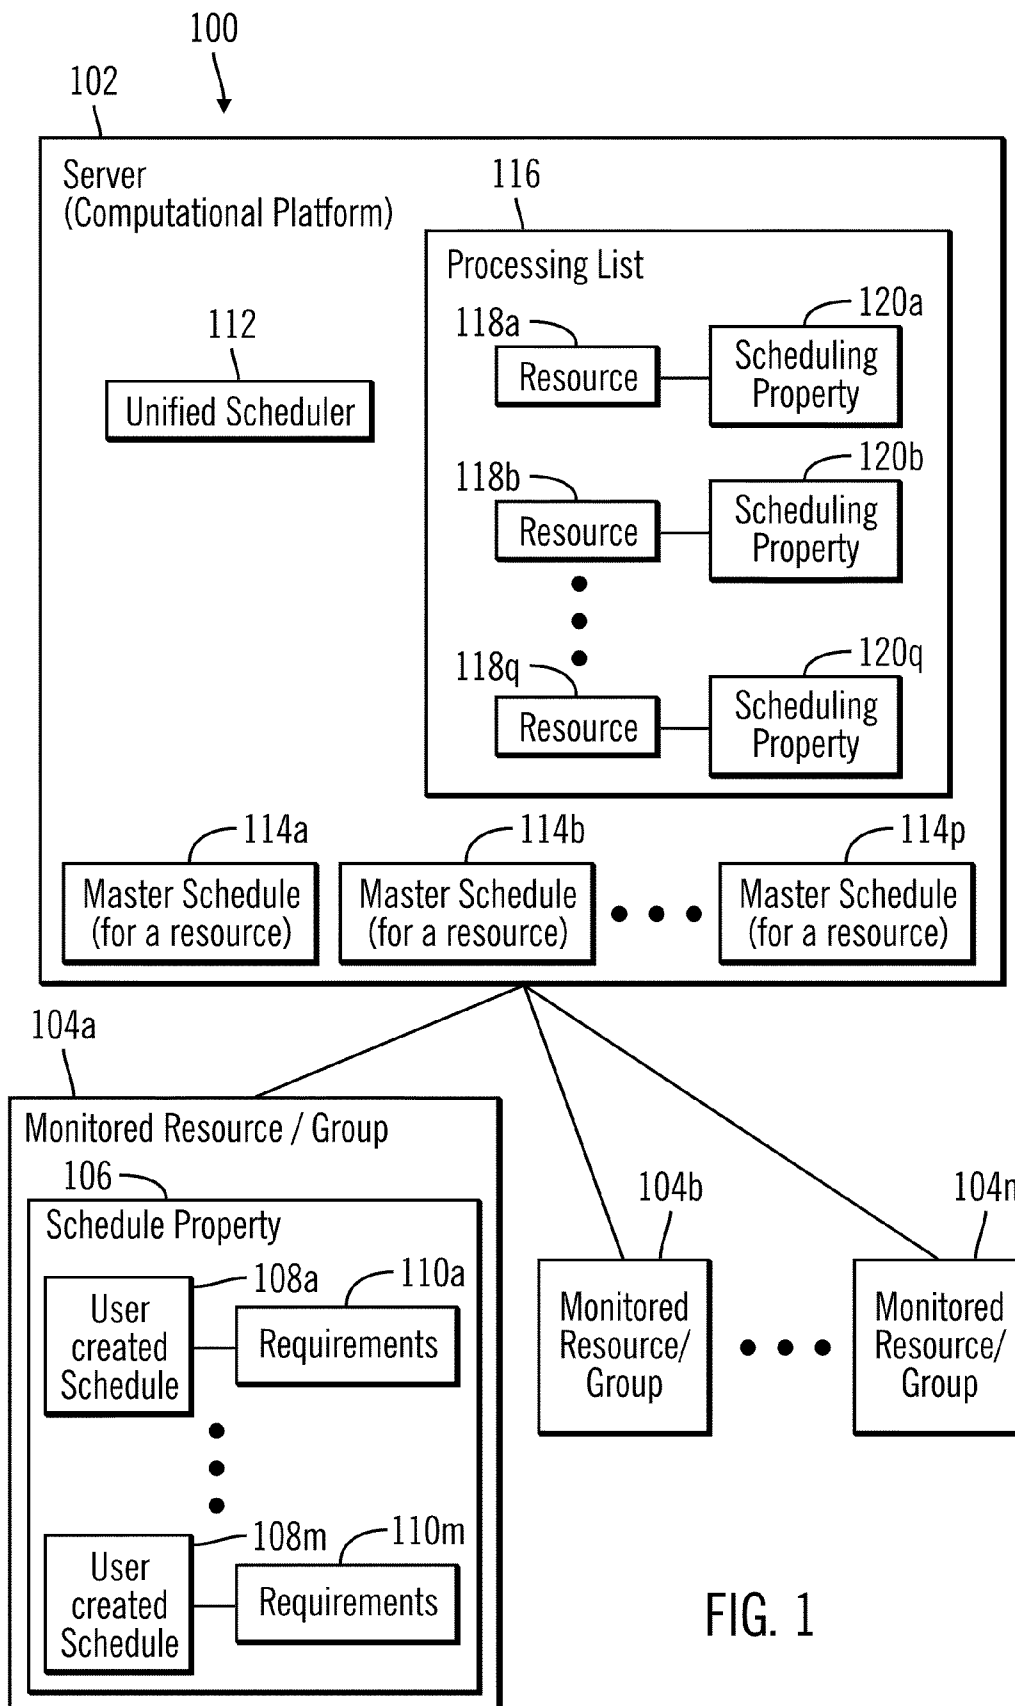 100
102
Server
(Computational Platform)
116
Processing List
112
Unified Scheduler
118a
120a
Resource
Scheduling
Property
118b
120b
Resource
Scheduling
Property
118q
120q
Resource
Scheduling
Property
114a
114b
114p
Master Schedule
(for a resource)
Master Schedule
(for a resource)
Master Schedule
(for a resource)
104a
Monitored Resource / Group
106
Schedule Property
108a
110a
User
created
Schedule
Requirements
108m
110m
User
created
Schedule
Requirements
104b
Monitored
Resource/
Group
104n
Monitored
Resource/
Group
FIG. 1